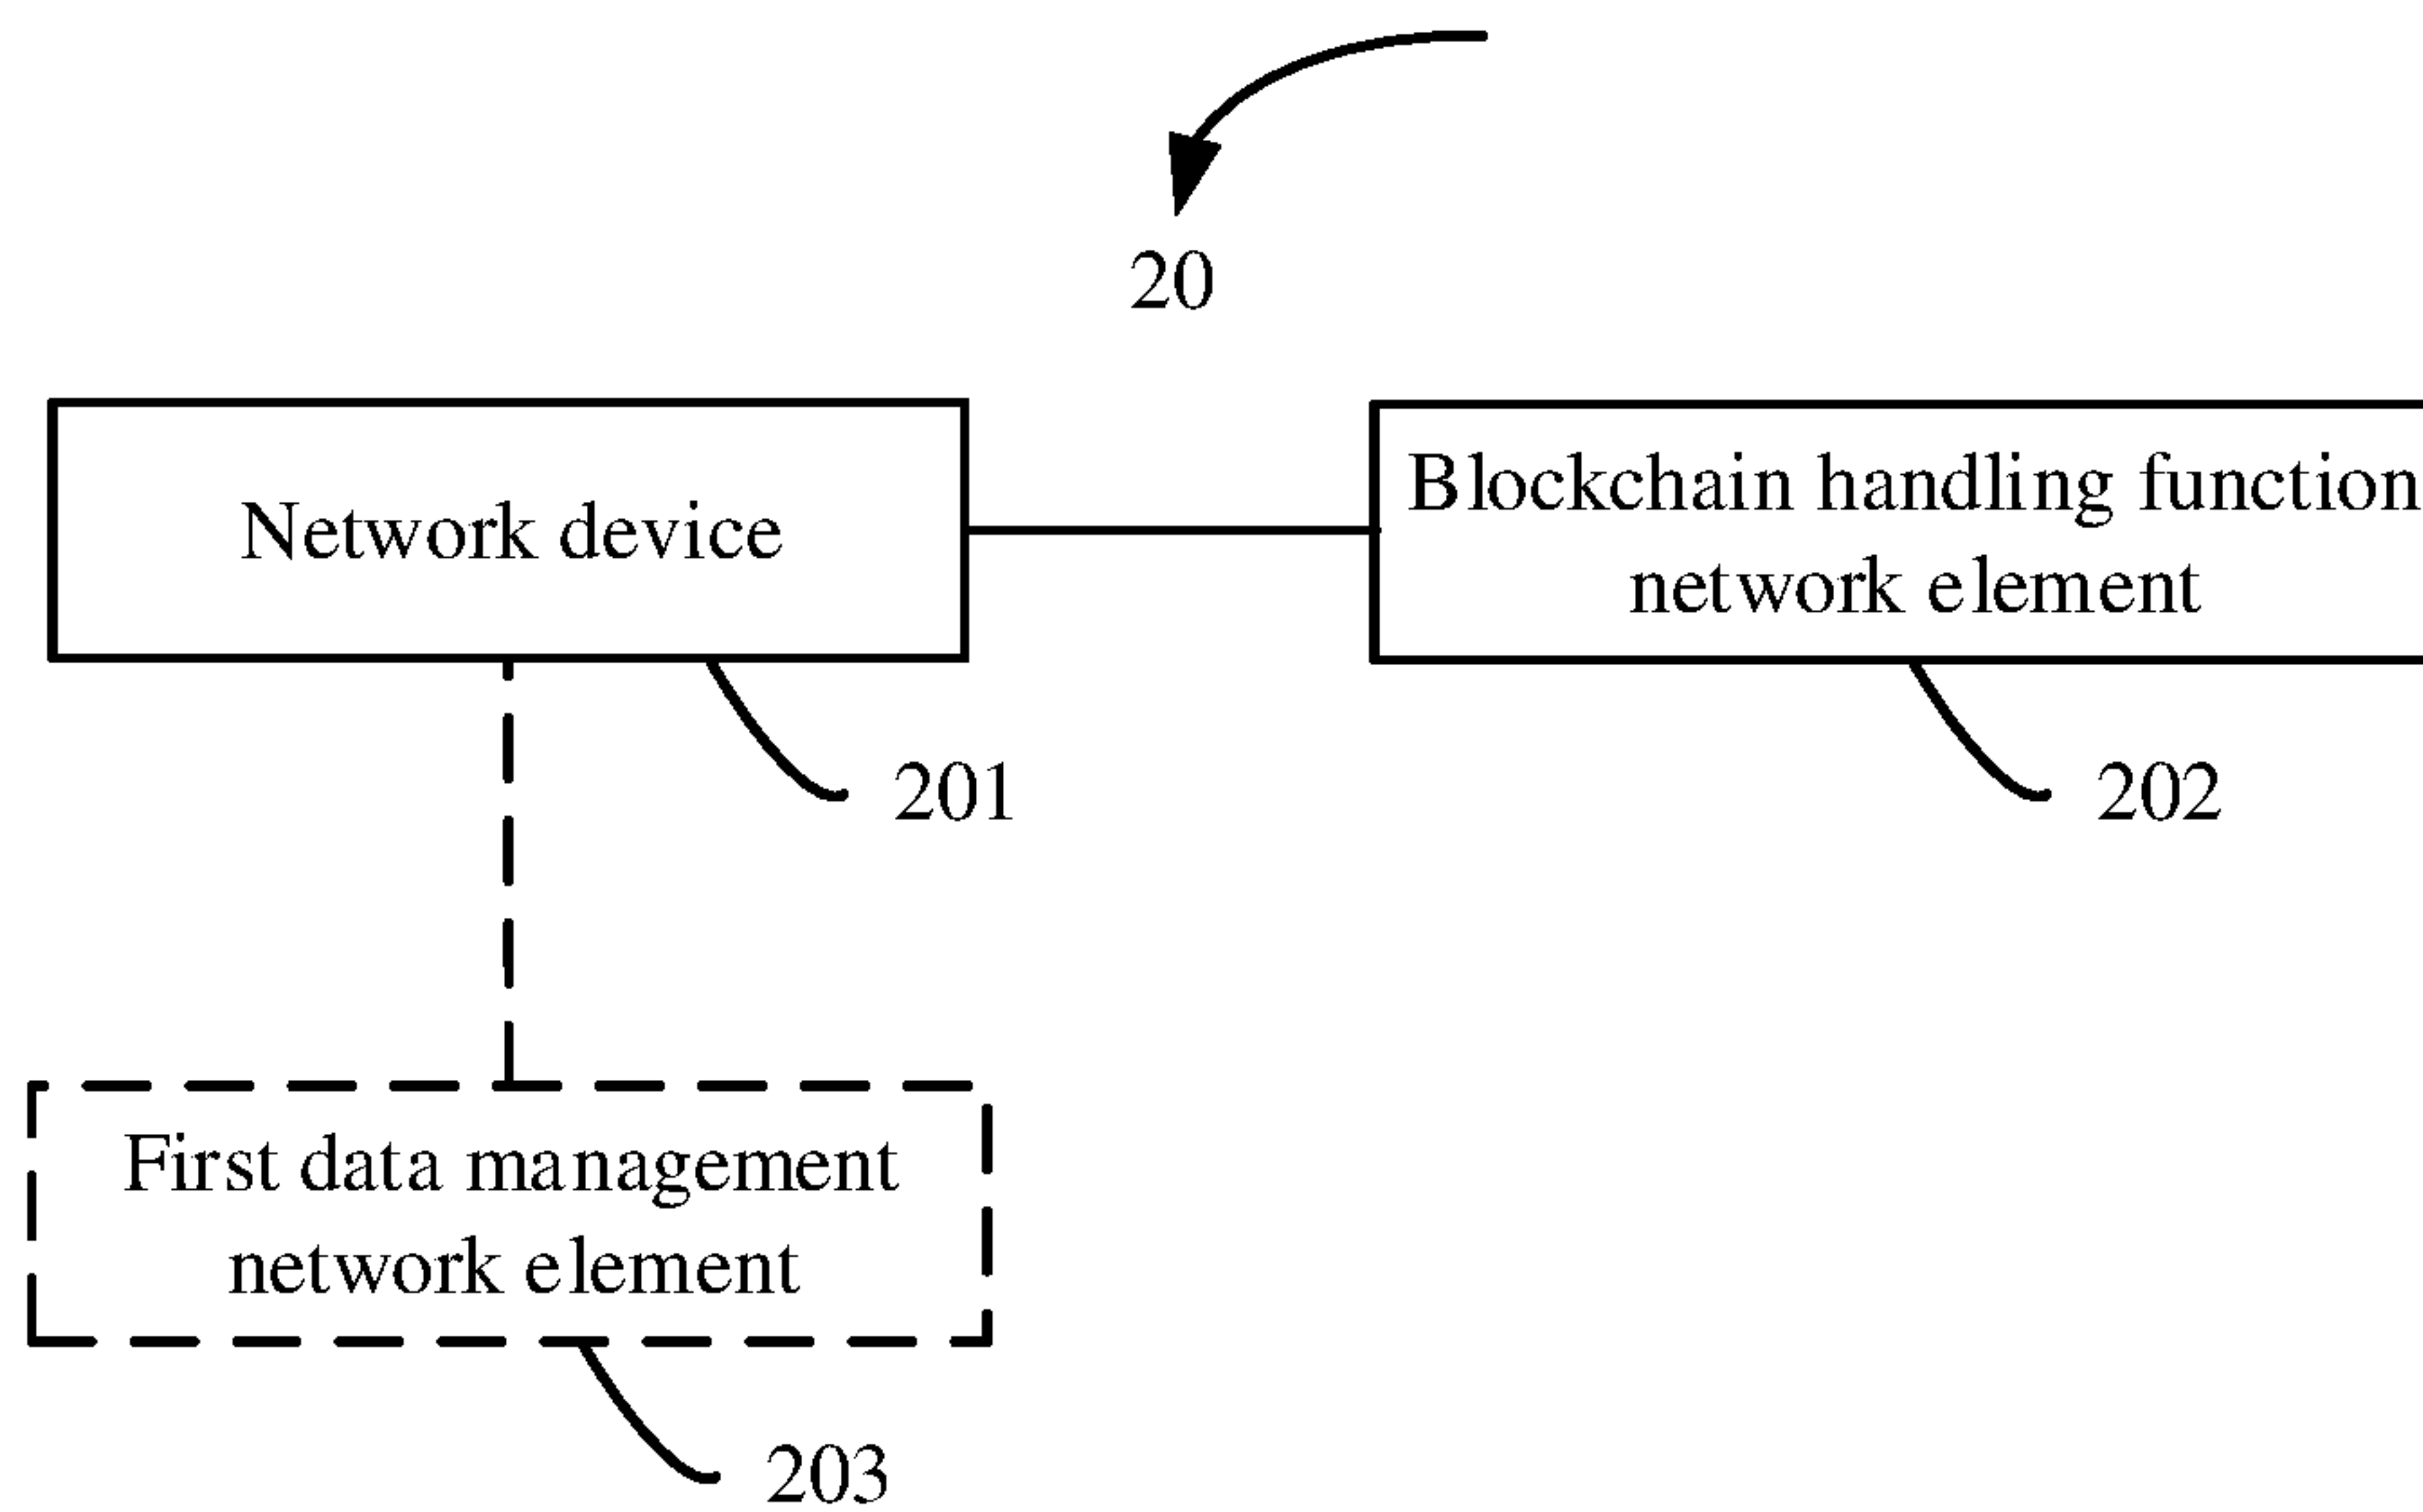 20
Network device
Blockchain handling function
network element
201
202
First data management
network element
203